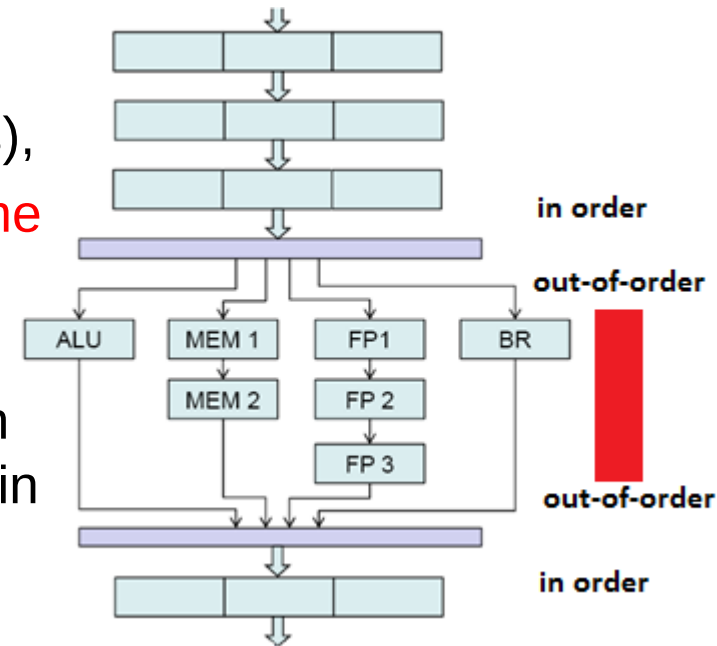 ),
ne
in order
out-of-order
ALU MEM 1 FP1 BR
MEM 2 FP 2
n
FP 3
in
out-of-order
in order